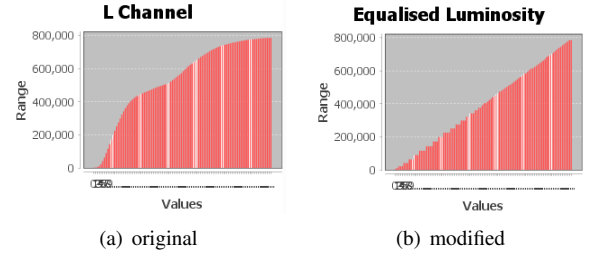 L Channel
800,000
600,000
400,000
200,000
0
Range
Values
(a) original
Equalised Luminosity
800,000
600,000
400,000
200,000
0
Range
Values
(b) modified